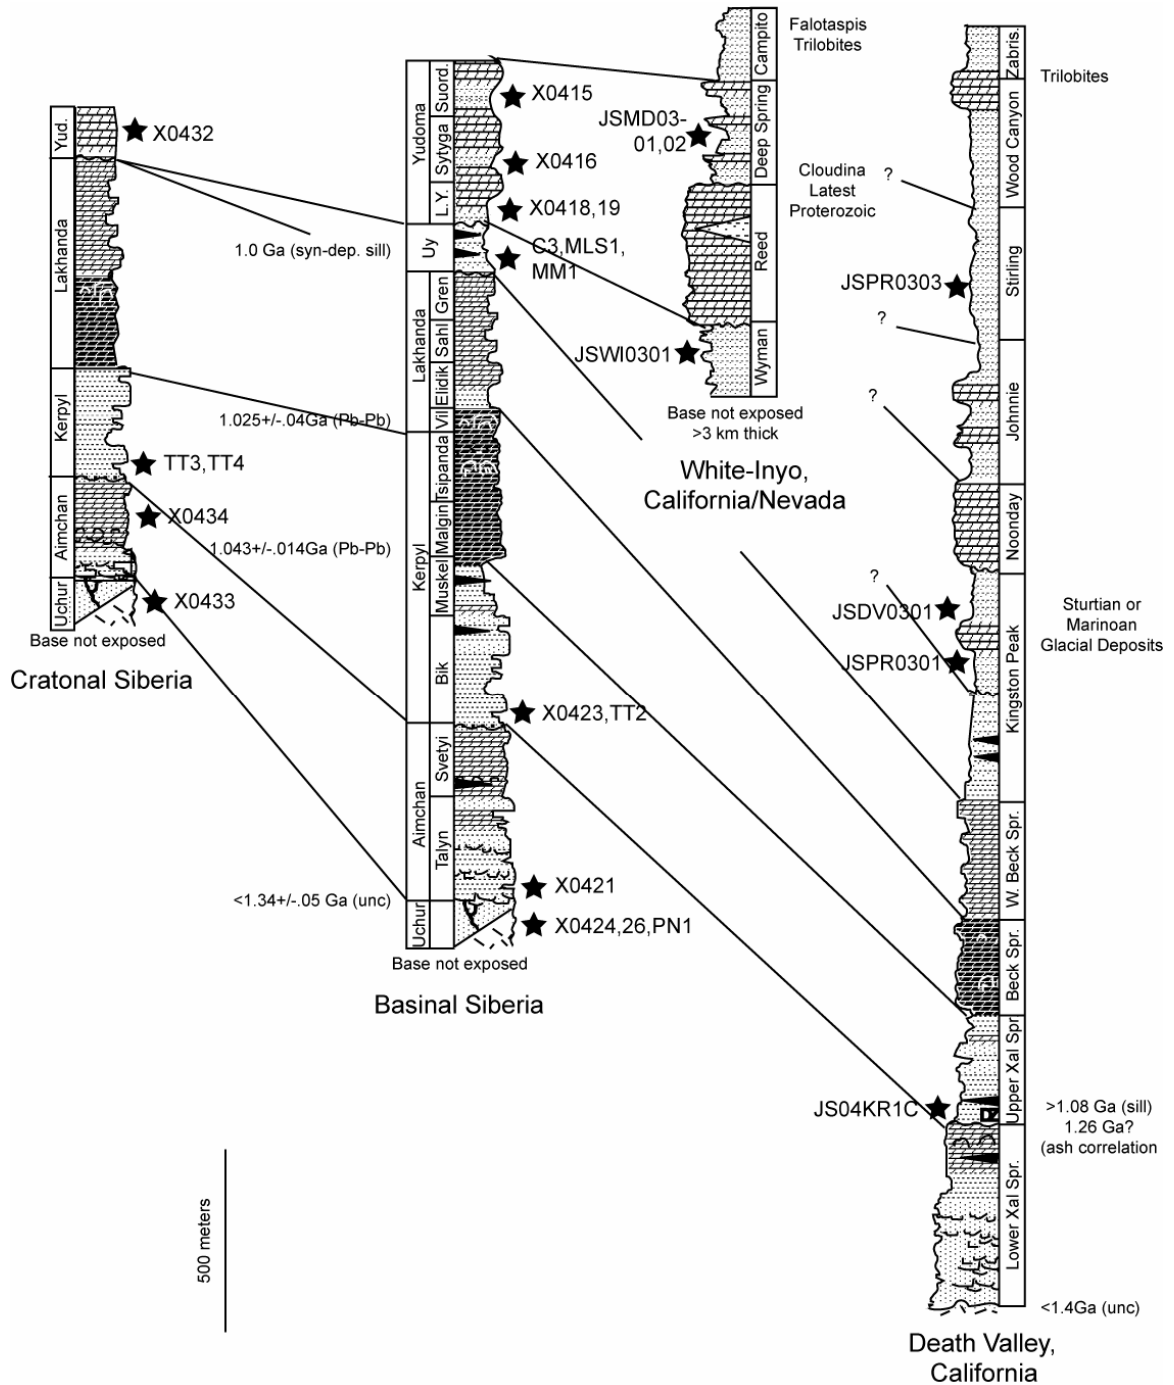 Yud.
Lakhanda
Kerpyl
Aimchan
Uchur
X0432
1.0 Ga (syn-dep. sill)
TT3,TT4
X0434
X0433
Base not exposed
Cratonal Siberia
1.025+/-.04Ga (Pb-Pb)
1.043+/-.014Ga (Pb-Pb)
<1.34+/-.05 Ga (unc)
Yudoma
Uy
Lakhanda
Kerpyl
Aimchan
Uchur
Suord.
Sytyga
L.Y.
Gren
Sahl
Elidik
Vil
Tsipanda
Malgin
Muskel
Bik
Svetyi
Talyn
X0415
X0416
X0418,19
C3,MLS1,
MM1
X0423,TT2
X0421
X0424,26,PN1
Base not exposed
Basinal Siberia
Campito
Deep Spring
Reed
Wyman
Falotaspis
Trilobites
JSMD03-
01,02
JSWI0301
Base not exposed
>3 km thick
White-Inyo,
California/Nevada
Cloudina
Latest
Proterozoic
?
?
?
?
JSPR0303
JSDV0301
JSPR0301
JS04KR1C
DZ
Zabris.
Wood Canyon
Stirling
Johnnie
Noonday
Kingston Peak
W. Beck Spr.
Beck Spr.
Upper Xal Spr
Lower Xal Spr.
Trilobites
Sturtian or
Marinoan
Glacial Deposits
>1.08 Ga (sill)
1.26 Ga?
(ash correlation
<1.4Ga (unc)
Death Valley,
California
500 meters